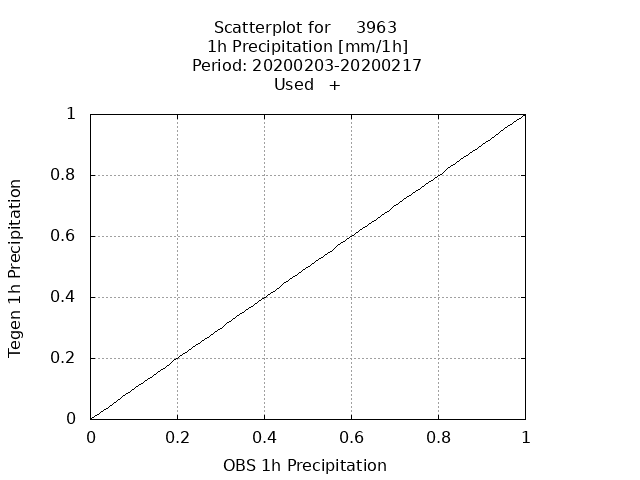 Scatterplot for 3963
1h Precipitation [mm/1h]
Period: 20200203-20200217
Used +
1
0.8
0.6
0.4
0.2
0
Tegen 1h Precipitation
0 0.2 0.4 0.6 0.8 1
OBS 1h Precipitation